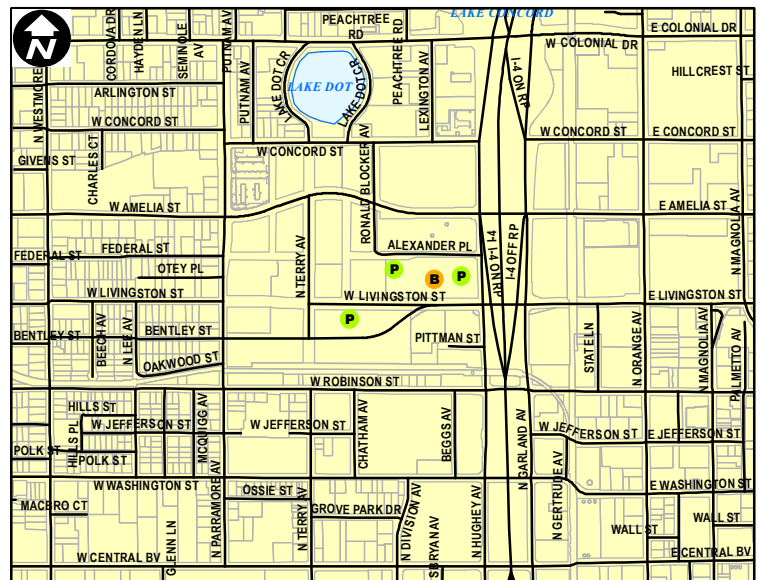 LAKE CONCORD
PEACHTREE
RD
E COLONIAL DR
W COLONIAL DR
CORDOVA DR
HAYDEN LN
SEMINOLE
AV
PUTNAM AV
N
HILLCREST ST
I-4 ON RP
PEACHTREE RD
LEXINGTON AV
LAKE DOT CR
LAKE DOT
LAKE DOT CR
PUTNAM AV
N WESTMORE
ARLINGTON ST
W CONCORD ST
W CONCORD ST
E CONCORD ST
W CONCORD ST
GIVENS ST
CHARLES CT
RONALD BLOCKER AV
W AMELIA ST
E AMELIA ST
N MAGNOLIA AV
ALEXANDER PL
FEDERAL ST
FEDERAL ST
OTEY PL
N TERRY AV
I-4 I-4 ON RP
I-4 OFF RP
P
B
P
W LIVINGSTON ST
W LIVINGSTON ST
E LIVINGSTON ST
P
BENTLEY ST
BEECH AV
N LEE AV
BENTLEY ST
PITTMAN ST
STATE LN
N ORANGE AV
N MAGNOLIA AV
PALMETTO AV
OAKWOOD ST
W ROBINSON ST
HILLS ST
W JEFFERSON ST
W JEFFERSON ST
W JEFFERSON ST
E JEFFERSON ST
HILLS PL
MCQUIGG AV
CHATHAM AV
BEGGS AV
N GARLAND AV
POLK ST
POLK ST
W WASHINGTON ST
E WASHINGTON ST
N GERTRUDE AV
OSSIE ST
MACBRO CT
GROVE PARK DR
N PARRAMORE AV
N TERRY AV
N DIVISION AV
N HUGHEY AV
WALL ST
WALL ST
GLENN LN
S BRYAN AV
W CENTRAL BV
E CENTRAL BV